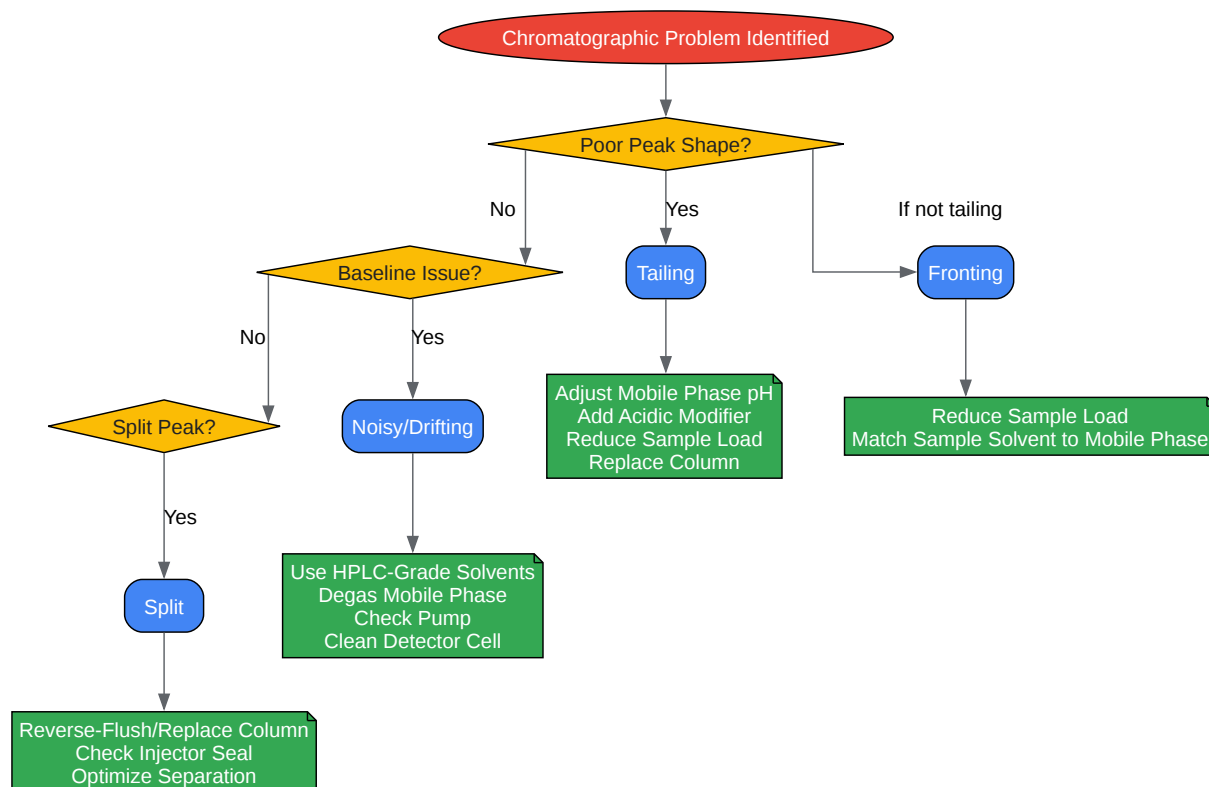 Chromatographic Problem Identified
Poor Peak Shape?
No
Yes
If not tailing
Baseline Issue?
Tailing
Fronting
No
Yes
Adjust Mobile Phase pH
Add Acidic Modifier
Reduce Sample Load
Replace Column
Reduce Sample Load
Match Sample Solvent to Mobile Phase
Split Peak?
Noisy/Drifting
Yes
Use HPLC-Grade Solvents
Degas Mobile Phase
Check Pump
Clean Detector Cell
Split
Reverse-Flush/Replace Column
Check Injector Seal
Optimize Separation